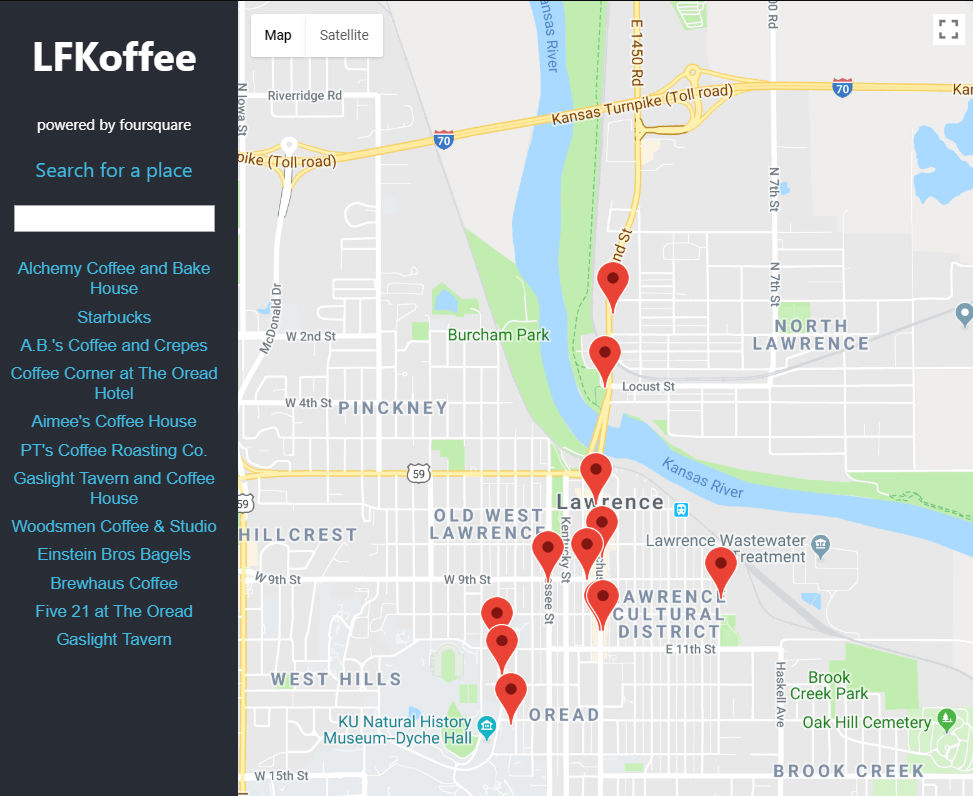 LFKoffee
powered by foursquare
Search for a place
Alchemy Coffee and Bake
House
Starbucks
A.B.'s Coffee and Crepes
Coffee Corner at The Oread
Hotel
Aimee's Coffee House
PT's Coffee Roasting Co.
Gaslight Tavern and Coffee
House
Woodsmen Coffee & Studio
Einstein Bros Bagels
Brewhaus Coffee
Five 21 at The Oread
Gaslight Tavern
Map
Satellite
Kansas River
E 1450 Rd
00 Rd
N Iowa St
Riverridge Rd
Kansas Turnpike (Toll road)
70
Kan
70
pike (Toll road)
N 7th St
nd St
N 7th St
McDonald Dr
W 2nd St
Burcham Park
NORTH
LAWRENCE
Locust St
W 4th St
PINCKNEY
Kansas River
59
59
Lawrence
OLD WEST
LAWRENCE
HILLCREST
Kentucky St
chus
Lawrence Wastewater
Treatment
W 9th St
W 9th St
essee St
AWRENCE
CULTURAL
DISTRICT
E 11th St
WEST HILLS
Haskell Ave
Brook
Creek Park
OREAD
KU Natural History
Museum–Dyche Hall
Oak Hill Cemetery
W 15th St
BROOK CREEK